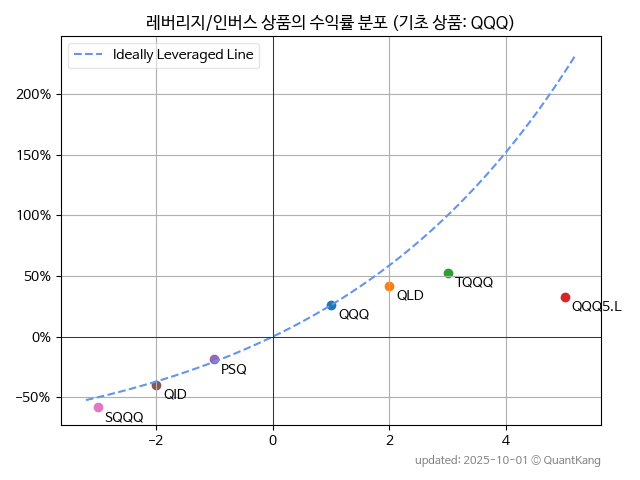 레버리지/인버스 상품의 수익률 분포 (기초 상품: QQQ)
Ideally Leveraged Line
200%
150%
100%
50%
0%
−50%
QQQ
QLD
TQQQ
QQQ5.L
PSQ
QID
SQQQ
−2
0
2
4
updated: 2025-10-01 © QuantKang